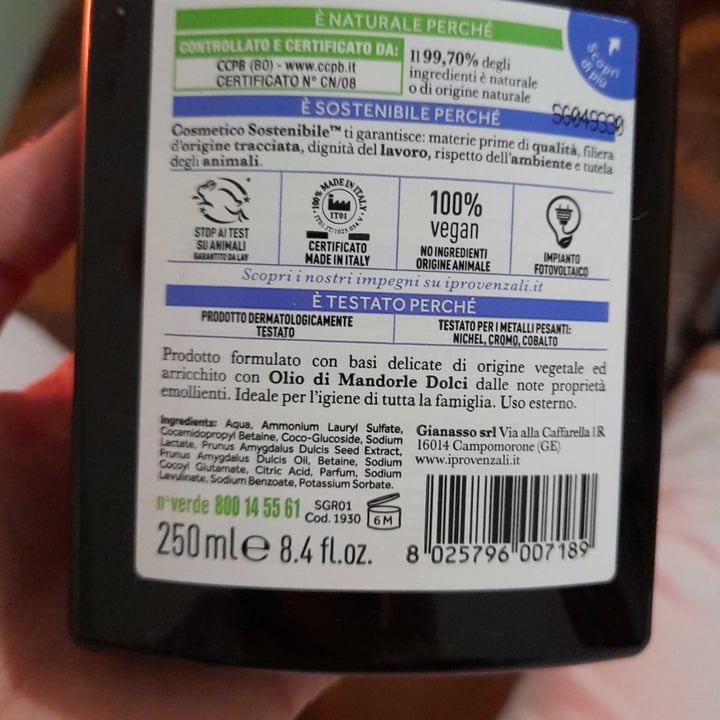 È NATURALE PERCHÉ
CONTROLLATO E CERTIFICATO DA:
CCPB (BO) - www.ccpb.it
CERTIFICATO N° CN/08
Il 99,70% degli
ingredienti è naturale
o di origine naturale
Scopri
di più
È SOSTENIBILE PERCHÉ
SG045330
Cosmetico Sostenibile™ ti garantisce: materie prime di qualità, filiera
d'origine tracciata, dignità del lavoro, rispetto dell'ambiente e tutela
degli animali.
STOP AI TEST
SU ANIMALI
GARANTITO DA LAV
100% MADE IN ITALY
IT01
CERTIFICATO
MADE IN ITALY
100%
vegan
NO INGREDIENTI
ORIGINE ANIMALE
IMPIANTO
FOTOVOLTAICO
Scopri i nostri impegni su iprovenzali.it
È TESTATO PERCHÉ
PRODOTTO DERMATOLOGICAMENTE
TESTATO
TESTATO PER I METALLI PESANTI:
NICHEL, CROMO, COBALTO
Prodotto formulato con basi delicate di origine vegetale ed
arricchito con Olio di Mandorle Dolci dalle note proprietà
emollienti. Ideale per l'igiene di tutta la famiglia. Uso esterno.
Ingredients: Aqua, Ammonium Lauryl Sulfate,
Cocamidopropyl Betaine, Coco-Glucoside, Sodium
Lactate, Prunus Amygdalus Dulcis Seed Extract,
Prunus Amygdalus Dulcis Oil, Betaine, Sodium
Cocoyl Glutamate, Citric Acid, Parfum, Sodium
Levulinate, Sodium Benzoate, Potassium Sorbate.
Gianasso srl Via alla Caffarella 1R
16014 Campomorone (GE)
www.iprovenzali.it
n°verde 800 14 55 61
SGR01
Cod. 1930
6M
250 ml e 8.4 fl.oz.
8 025796 007189